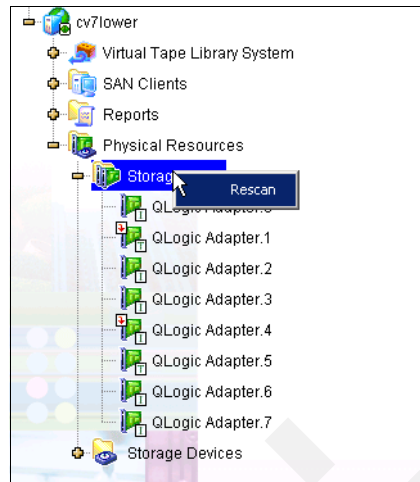 cv7lower
Virtual Tape Library System
SAN Clients
Reports
Physical Resources
Storag
Rescan
QLogic Adapter.1
QLogic Adapter.2
QLogic Adapter.3
QLogic Adapter.4
QLogic Adapter.5
QLogic Adapter.6
QLogic Adapter.7
Storage Devices